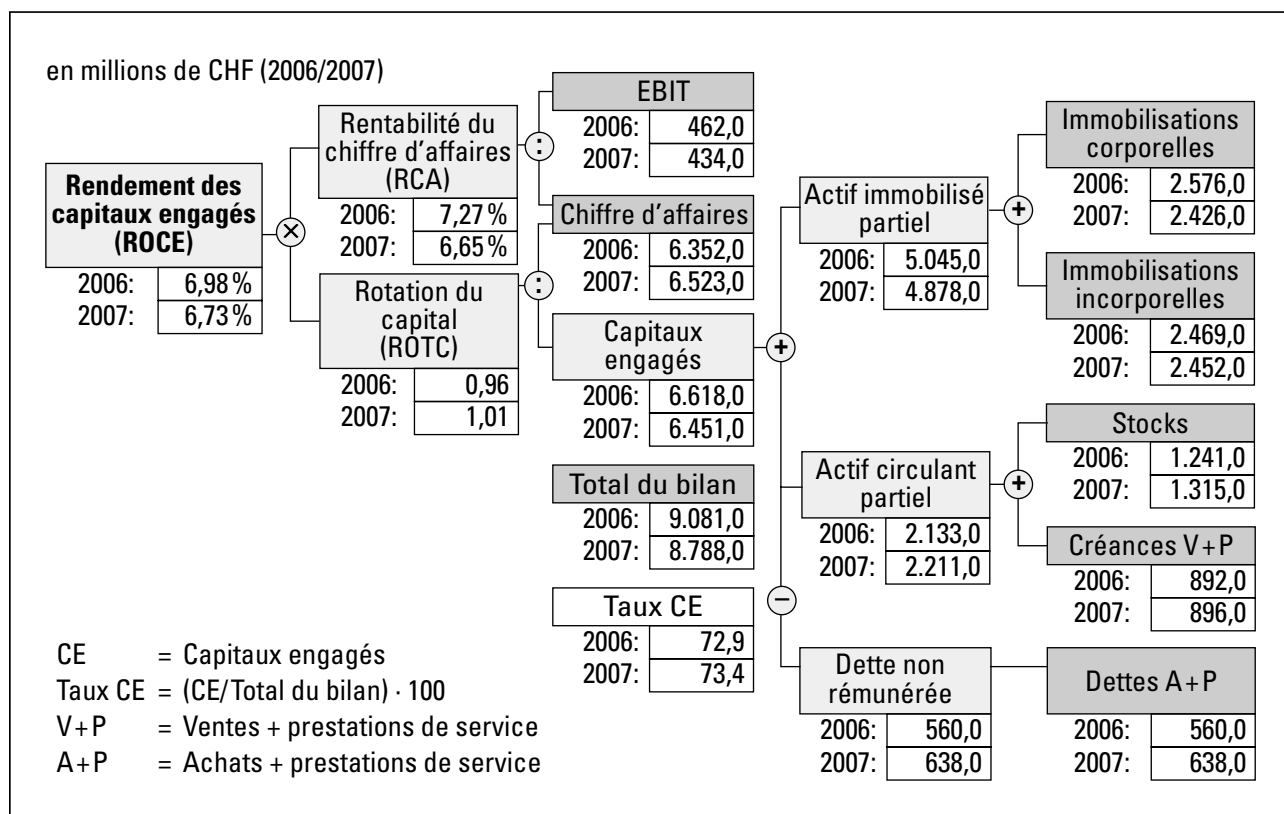 en millions de CHF (2006/2007)
Rendement des
capitaux engagés
(ROCE)
2006: 6,98 %
2007: 6,73 %
×
Rentabilité du
chiffre d'affaires
(RCA)
2006: 7,27 %
2007: 6,65 %
Rotation du
capital
(ROTC)
2006: 0,96
2007: 1,01
:
:
EBIT
2006: 462,0
2007: 434,0
Chiffre d'affaires
2006: 6.352,0
2007: 6.523,0
Capitaux
engagés
2006: 6.618,0
2007: 6.451,0
Total du bilan
2006: 9.081,0
2007: 8.788,0
Taux CE
2006: 72,9
2007: 73,4
+
−
Actif immobilisé
partiel
2006: 5.045,0
2007: 4.878,0
Actif circulant
partiel
2006: 2.133,0
2007: 2.211,0
Dette non
rémunérée
2006: 560,0
2007: 638,0
+
+
Immobilisations
corporelles
2006: 2.576,0
2007: 2.426,0
Immobilisations
incorporelles
2006: 2.469,0
2007: 2.452,0
Stocks
2006: 1.241,0
2007: 1.315,0
Créances V+P
2006: 892,0
2007: 896,0
Dettes A+P
2006: 560,0
2007: 638,0
CE = Capitaux engagés
Taux CE = (CE/Total du bilan) · 100
V+P = Ventes + prestations de service
A+P = Achats + prestations de service